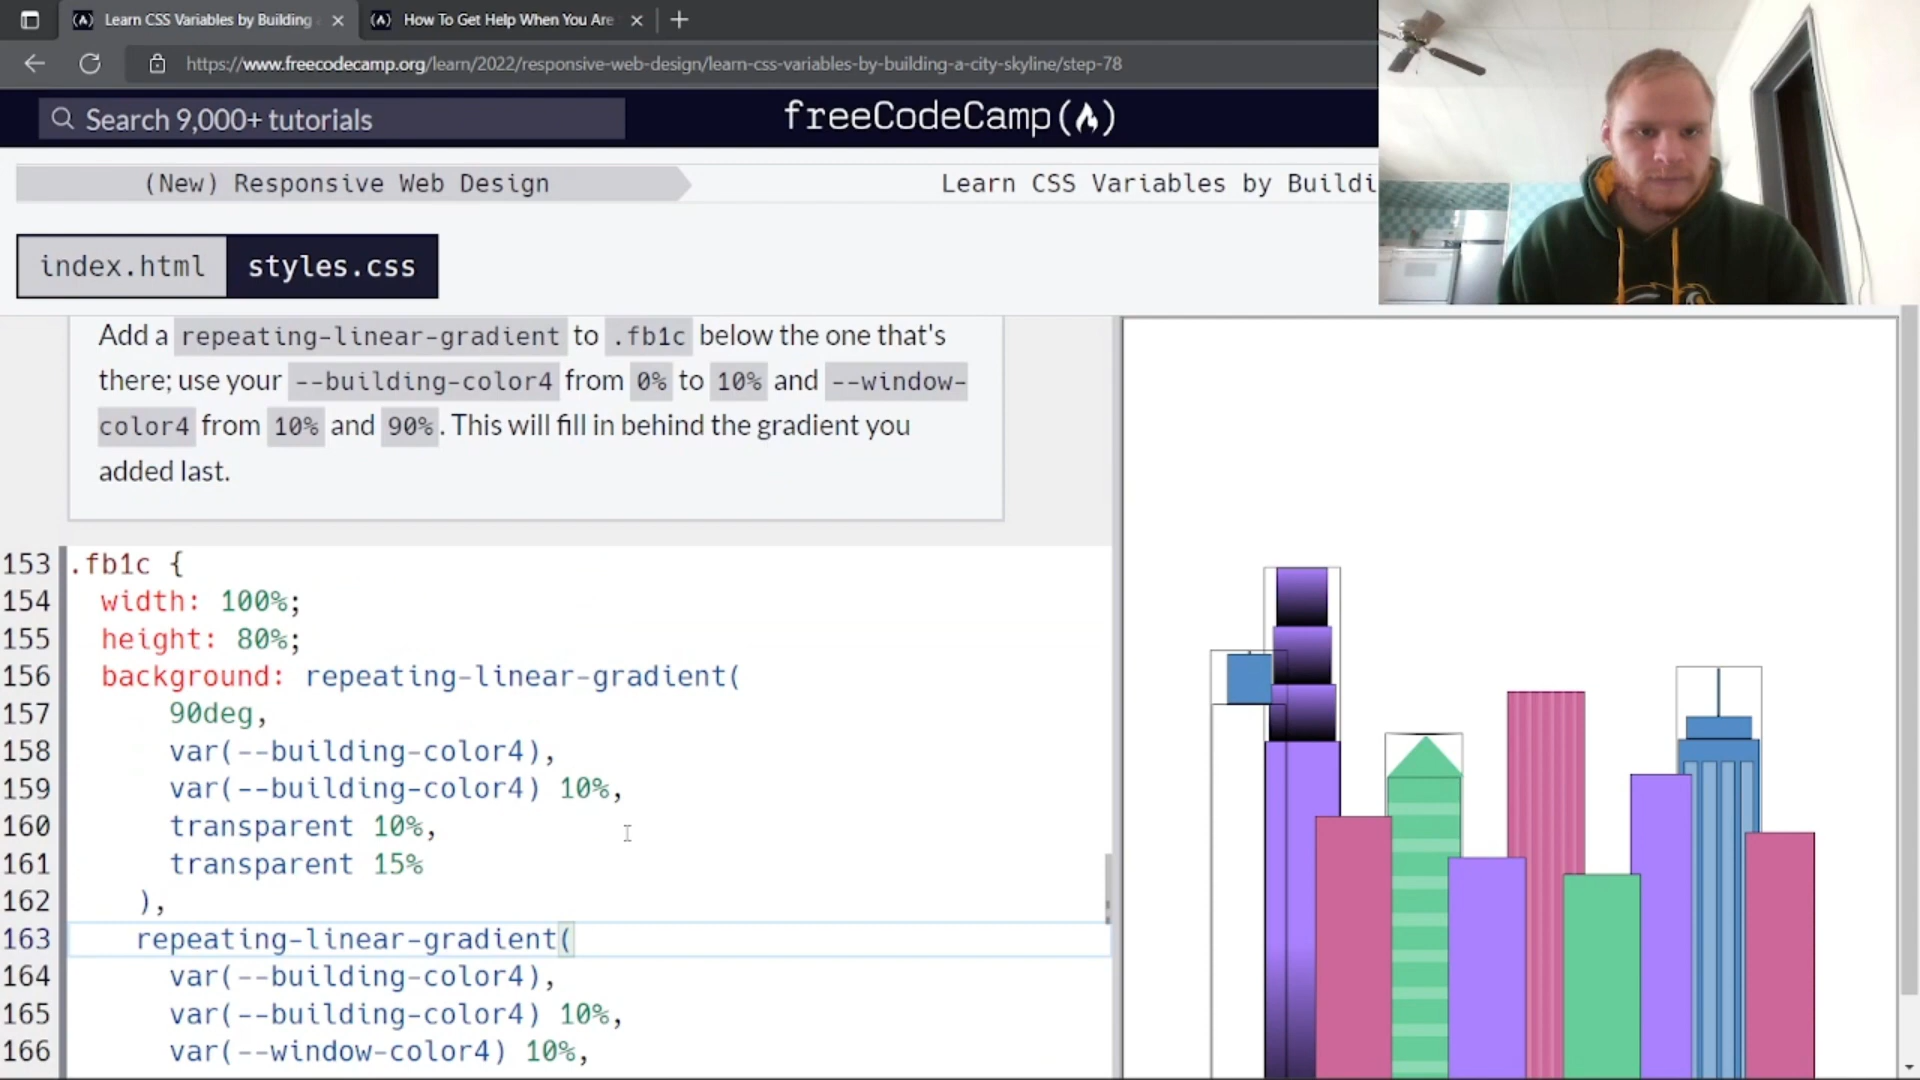 Learn CSS Variables by Building
How To Get Help When You Are
https://www.freecodecamp.org/learn/2022/responsive-web-design/learn-css-variables-by-building-a-city-skyline/step-78
Search 9,000+ tutorials
freeCodeCamp(🔥)
(New) Responsive Web Design
Learn CSS Variables by Buildi
index.html
styles.css
Add a repeating-linear-gradient to .fb1c below the one that's
there; use your --building-color4 from 0% to 10% and --window-
color4 from 10% and 90%. This will fill in behind the gradient you
added last.
153 .fb1c {
154 width: 100%;
155 height: 80%;
156 background: repeating-linear-gradient(
157 90deg,
158 var(--building-color4),
159 var(--building-color4) 10%,
160 transparent 10%,
161 transparent 15%
162 ),
163 repeating-linear-gradient(
164 var(--building-color4),
165 var(--building-color4) 10%,
166 var(--window-color4) 10%,